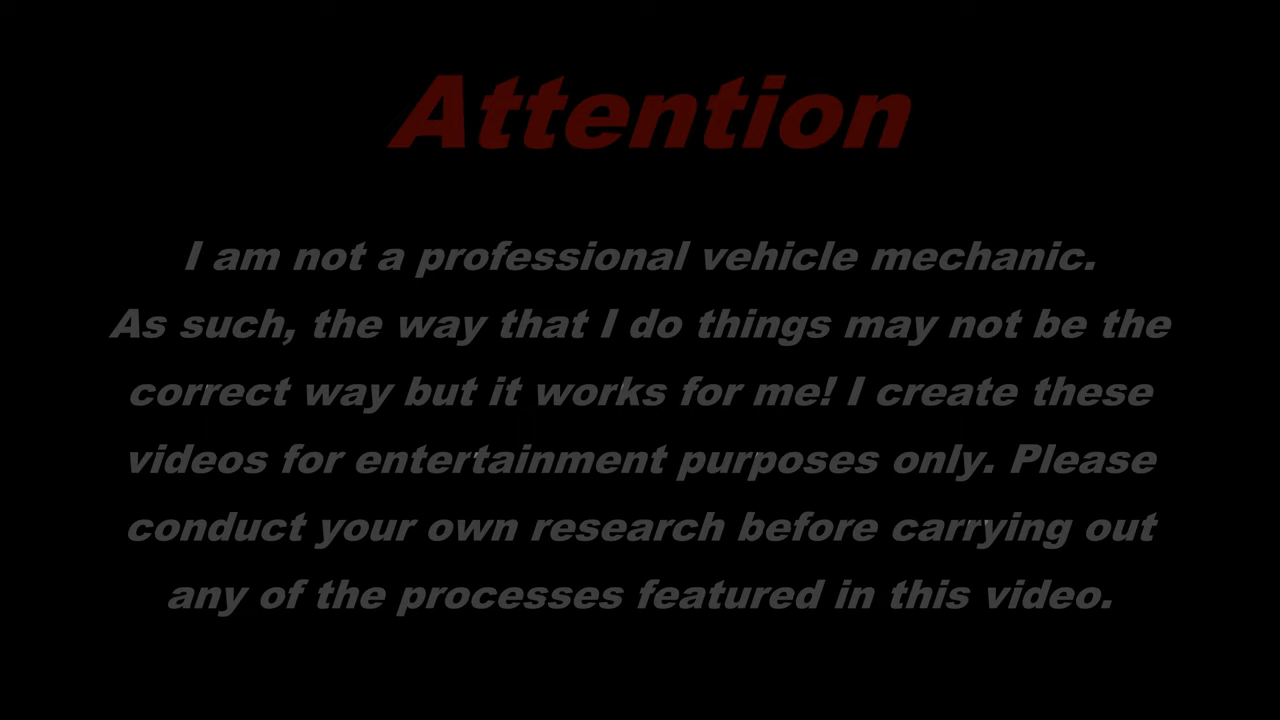 Attention
I am not a professional vehicle mechanic.
As such, the way that I do things may not be the
correct way but it works for me! I create these
videos for entertainment purposes only. Please
conduct your own research before carrying out
any of the processes featured in this video.